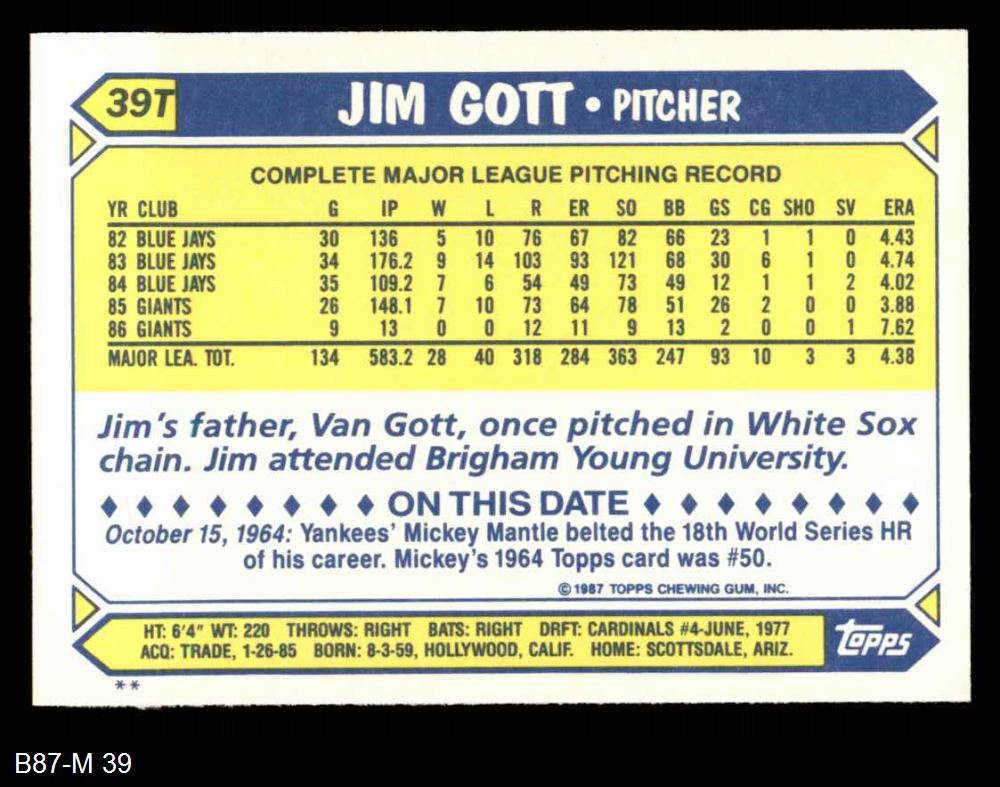 39T
JIM GOTT • PITCHER
COMPLETE MAJOR LEAGUE PITCHING RECORD
YR CLUB G IP W L R ER SO BB GS CG SHO SV ERA
82 BLUE JAYS 30 136 5 10 76 67 82 66 23 1 1 0 4.43
83 BLUE JAYS 34 176.2 9 14 103 93 121 68 30 6 1 0 4.74
84 BLUE JAYS 35 109.2 7 6 54 49 73 49 12 1 1 2 4.02
85 GIANTS 26 148.1 7 10 73 64 78 51 26 2 0 0 3.88
86 GIANTS 9 13 0 0 12 11 9 13 2 0 0 1 7.62
MAJOR LEA. TOT. 134 583.2 28 40 318 284 363 247 93 10 3 3 4.38
Jim's father, Van Gott, once pitched in White Sox
chain. Jim attended Brigham Young University.
♦ ♦ ♦ ♦ ♦ ♦ ♦ ♦ ON THIS DATE ♦ ♦ ♦ ♦ ♦ ♦ ♦ ♦
October 15, 1964: Yankees' Mickey Mantle belted the 18th World Series HR
of his career. Mickey's 1964 Topps card was #50.
© 1987 TOPPS CHEWING GUM, INC.
HT: 6'4" WT: 220 THROWS: RIGHT BATS: RIGHT DRFT: CARDINALS #4-JUNE, 1977
ACQ: TRADE, 1-26-85 BORN: 8-3-59, HOLLYWOOD, CALIF. HOME: SCOTTSDALE, ARIZ.
topps
**
B87-M 39